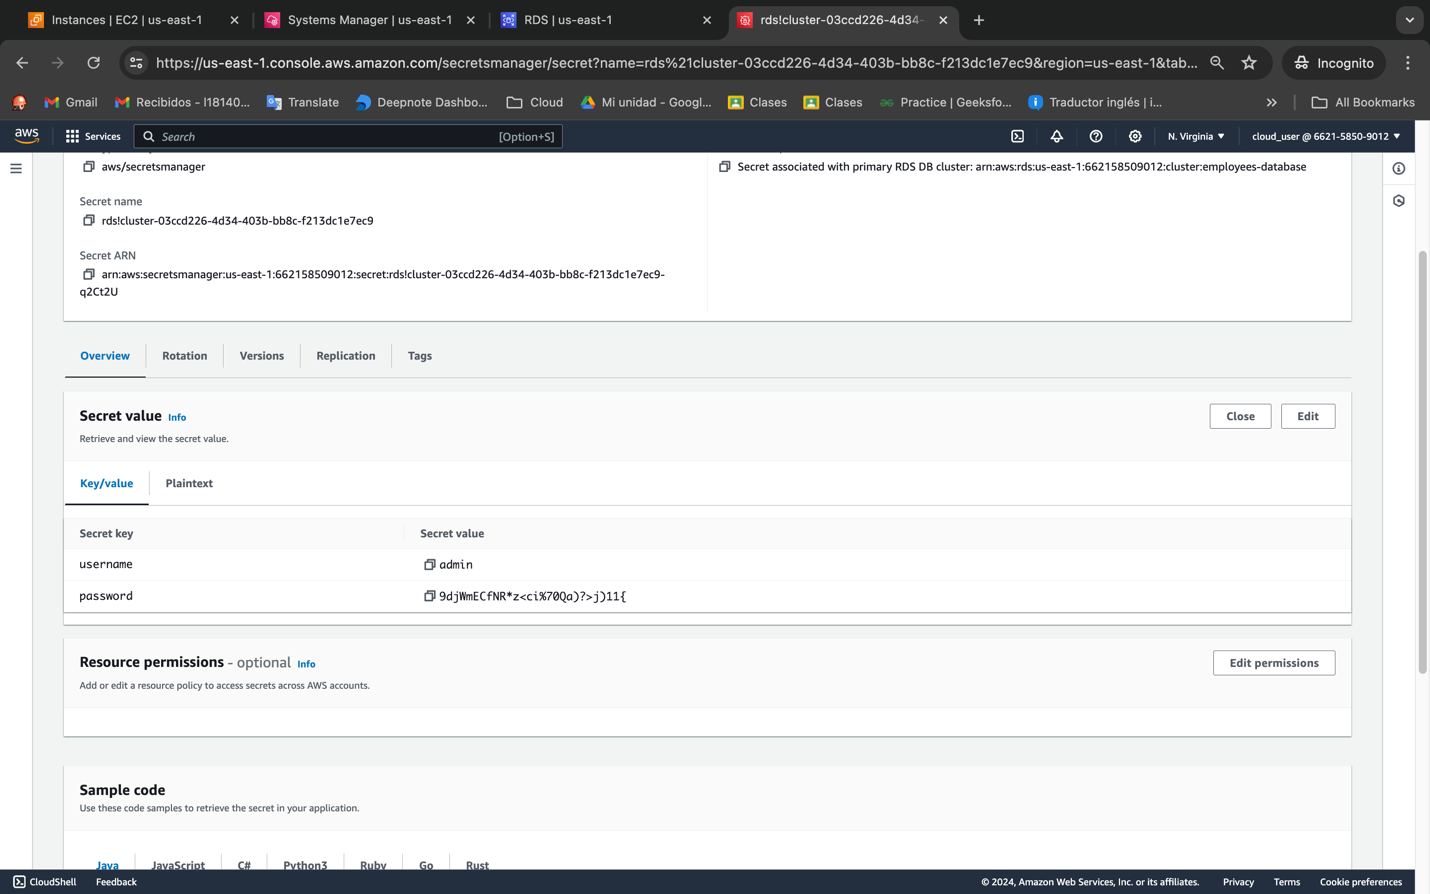 Instances | EC2 | us-east-1
Systems Manager | us-east-1
RDS | us-east-1
rds!cluster-03ccd226-4d34-
https://us-east-1.console.aws.amazon.com/secretsmanager/secret?name=rds%21cluster-03ccd226-4d34-403b-bb8c-f213dc1e7ec9&region=us-east-1&tab...
Incognito
Gmail
Recibidos - l18140...
Translate
Deepnote Dashbo...
Cloud
Mi unidad - Googl...
Clases
Clases
Practice | Geeksfo...
Traductor inglés | i...
All Bookmarks
aws
Services
Search
[Option+S]
N. Virginia
cloud_user @ 6621-5850-9012
aws/secretsmanager
Secret associated with primary RDS DB cluster: arn:aws:rds:us-east-1:662158509012:cluster:employees-database
Secret name
rds!cluster-03ccd226-4d34-403b-bb8c-f213dc1e7ec9
Secret ARN
arn:aws:secretsmanager:us-east-1:662158509012:secret:rds!cluster-03ccd226-4d34-403b-bb8c-f213dc1e7ec9-
q2Ct2U
Overview
Rotation
Versions
Replication
Tags
Secret value Info
Close
Edit
Retrieve and view the secret value.
Key/value
Plaintext
Secret key
Secret value
username
admin
password
9djWmECfNR*z<ci%70Qa)?>j)11{
Resource permissions - optional Info
Edit permissions
Add or edit a resource policy to access secrets across AWS accounts.
Sample code
Use these code samples to retrieve the secret in your application.
Java
JavaScript
C#
Python3
Ruby
Go
Rust
CloudShell
Feedback
© 2024, Amazon Web Services, Inc. or its affiliates.
Privacy
Terms
Cookie preferences